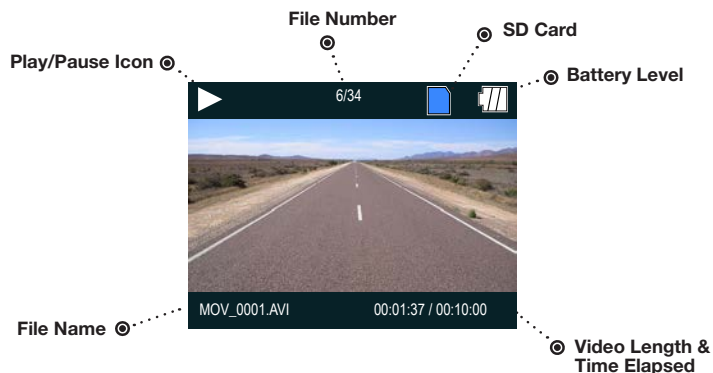 File Number
SD Card
Play/Pause Icon
Battery Level
6/34
MOV_0001.AVI
00:01:37 / 00:10:00
File Name
Video Length &
Time Elapsed